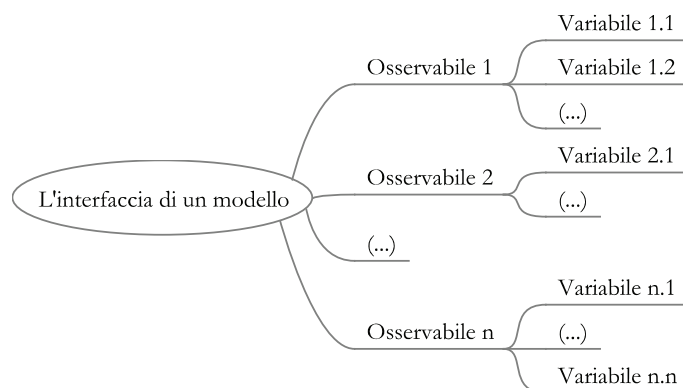 L'interfaccia di un modello
Osservabile 1
Variabile 1.1
Variabile 1.2
(...)
Osservabile 2
Variabile 2.1
(...)
(...)
Osservabile n
Variabile n.1
(...)
Variabile n.n